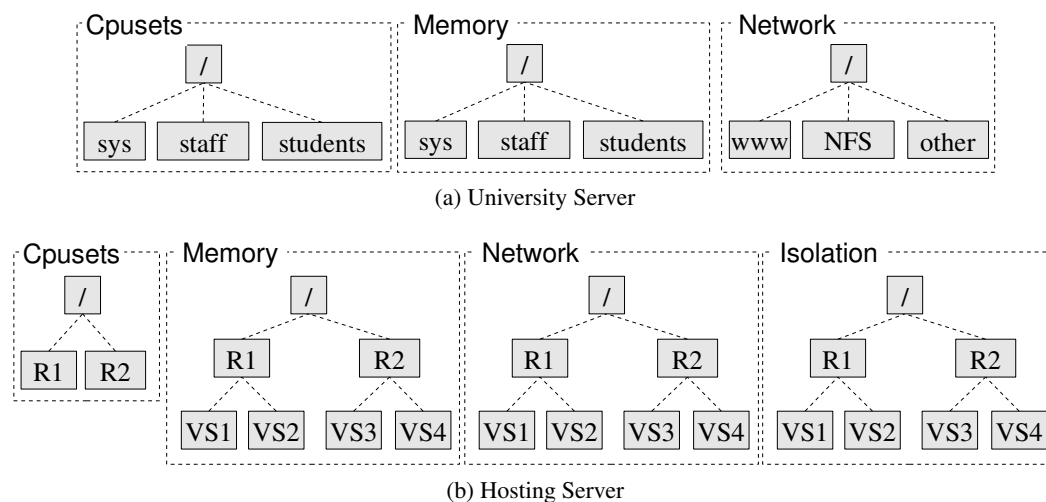 Cpusets Memory Network
/ / /
sys staff students sys staff students www NFS other
(a) University Server
Cpusets Memory Network Isolation
/ / / /
R1 R2 R1 R2 R1 R2 R1 R2
VS1 VS2 VS3 VS4 VS1 VS2 VS3 VS4 VS1 VS2 VS3 VS4
(b) Hosting Server